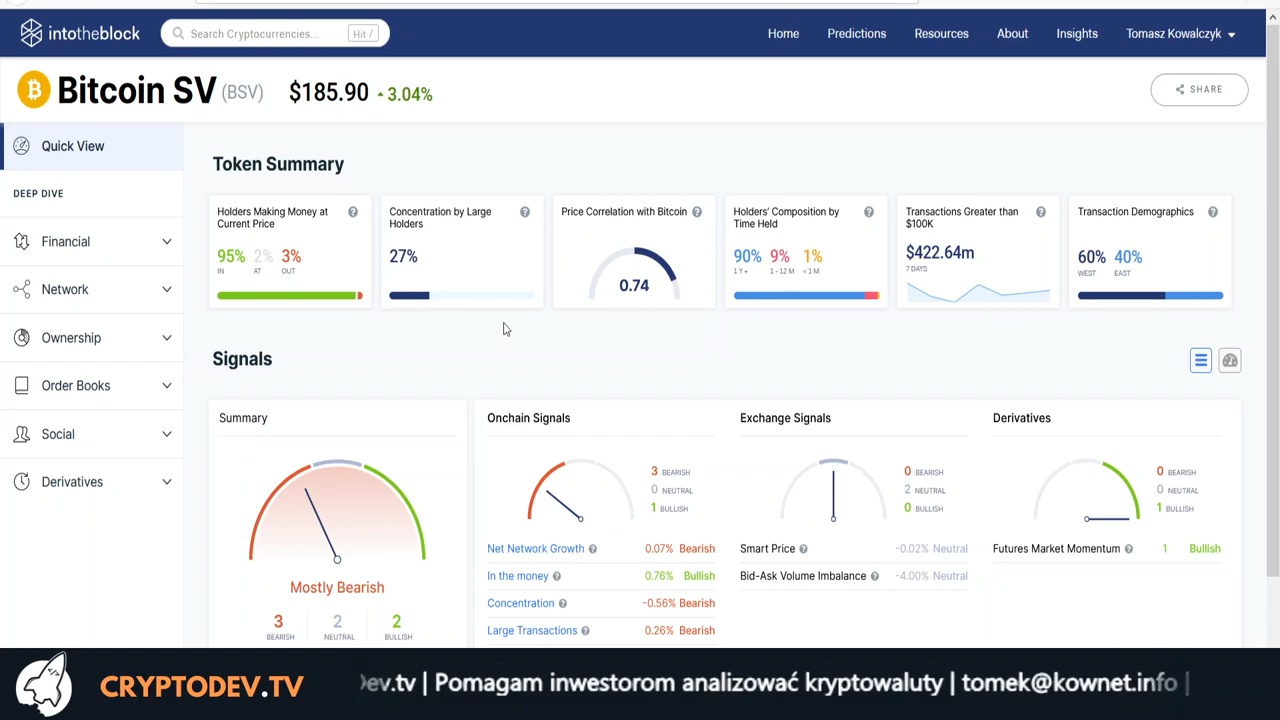 intotheblock
Search Cryptocurrencies...
Hit /
Home
Predictions
Resources
About
Insights
Tomasz Kowalczyk
Bitcoin SV (BSV) $185.90 3.04%
SHARE
Quick View
DEEP DIVE
Financial
Network
Ownership
Order Books
Social
Derivatives
Token Summary
Holders Making Money at
Current Price
95% 2% 3%
IN AT OUT
Concentration by Large
Holders
27%
Price Correlation with Bitcoin
0.74
Holders' Composition by
Time Held
90% 9% 1%
1 Y+ 1 - 12 M < 1 M
Transactions Greater than
$100K
$422.64m
7 DAYS
Transaction Demographics
60% 40%
WEST EAST
Signals
Summary
Mostly Bearish
3 2 2
BEARISH NEUTRAL BULLISH
Onchain Signals
3 BEARISH
0 NEUTRAL
1 BULLISH
Net Network Growth 0.07% Bearish
In the money 0.76% Bullish
Concentration -0.56% Bearish
Large Transactions 0.26% Bearish
Exchange Signals
0 BEARISH
2 NEUTRAL
0 BULLISH
Smart Price -0.02% Neutral
Bid-Ask Volume Imbalance -4.00% Neutral
Derivatives
0 BEARISH
0 NEUTRAL
1 BULLISH
Futures Market Momentum 1 Bullish
CRYPTODEV.TV
Dev.tv | Pomagam inwestorom analizować kryptowaluty | tomek@kownet.info |